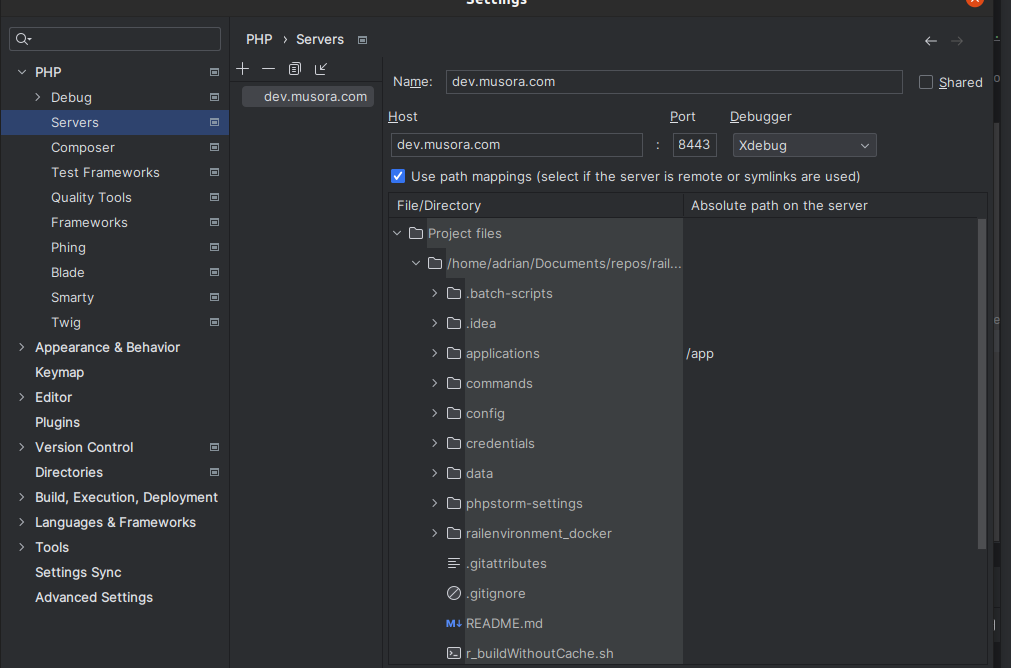 Settings
PHP › Servers
PHP
Debug
Servers
Composer
Test Frameworks
Quality Tools
Frameworks
Phing
Blade
Smarty
Twig
Appearance & Behavior
Keymap
Editor
Plugins
Version Control
Directories
Build, Execution, Deployment
Languages & Frameworks
Tools
Settings Sync
Advanced Settings
dev.musora.com
Name: dev.musora.com Shared
Host Port Debugger
dev.musora.com : 8443 Xdebug
Use path mappings (select if the server is remote or symlinks are used)
File/Directory Absolute path on the server
Project files
/home/adrian/Documents/repos/rail...
.batch-scripts
.idea
applications /app
commands
config
credentials
data
phpstorm-settings
railenvironment_docker
.gitattributes
.gitignore
M↓ README.md
r_buildWithoutCache.sh